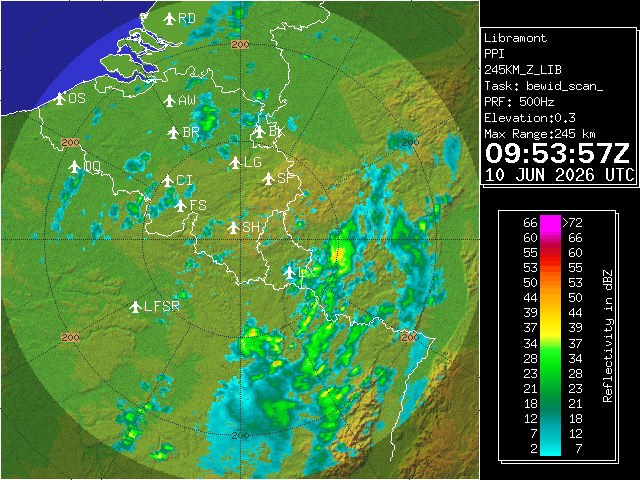 RD
200
OS
AW
BR
BK
200
200
QQ
LG
CI
SP
FS
SH
LX
LFSR
200
200
200
Libramont
PPI
245KM_Z_LIB
Task: bewid_scan_
PRF: 500Hz
Elevation:0.3
Max Range:245 km
09:53:57Z
10 JUN 2026 UTC
66 >72
60 66
55 60
53 55
50 53
44 50
39 44
37 39
34 37
28 34
23 28
21 23
18 21
12 18
7 12
2 7
Reflectivity in dBZ